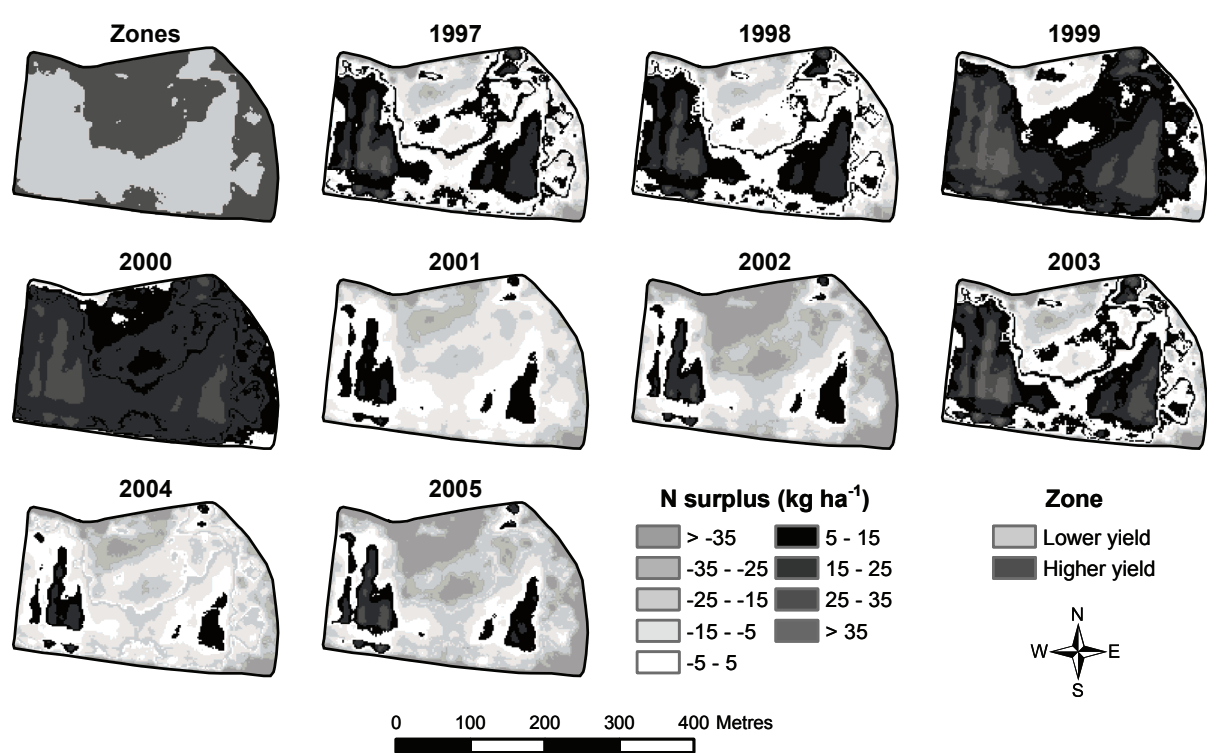 Zones
1997
1998
1999
2000
2001
2002
2003
2004
2005
N surplus (kg ha-1)
> -35
-35 - -25
-25 - -15
-15 - -5
-5 - 5
5 - 15
15 - 25
25 - 35
> 35
Zone
Lower yield
Higher yield
N
W
E
S
0 100 200 300 400 Metres